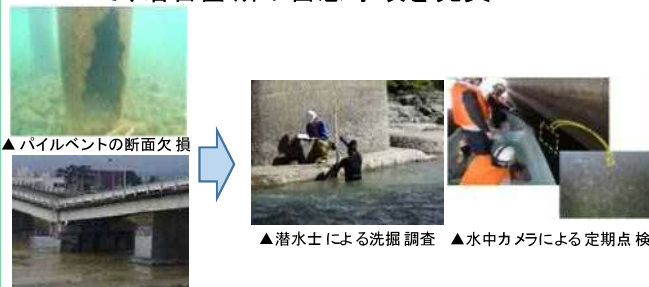 ▲パイルベントの断面欠損
▲潜水士による洗掘調査
▲水中カメラによる定期点検